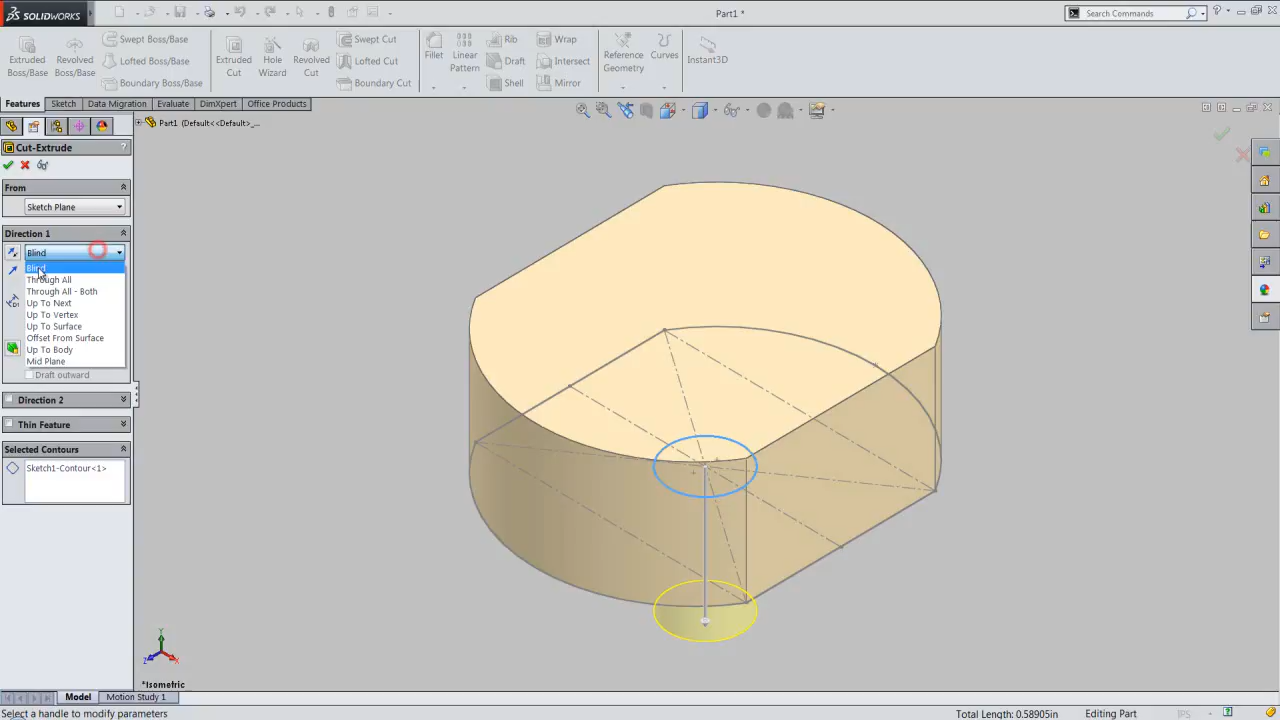 SOLIDWORKS
Part1 *
Search Commands
Extruded Boss/Base
Revolved Boss/Base
Swept Boss/Base
Lofted Boss/Base
Boundary Boss/Base
Extruded Cut
Hole Wizard
Revolved Cut
Swept Cut
Lofted Cut
Boundary Cut
Fillet
Linear Pattern
Rib
Draft
Shell
Wrap
Intersect
Mirror
Reference Geometry
Curves
Instant3D
Features
Sketch
Data Migration
Evaluate
DimXpert
Office Products
Part1 (Default<<Default>_...
Cut-Extrude
?
From
Sketch Plane
Direction 1
Blind
Blind
Through All
Through All - Both
Up To Next
Up To Vertex
Up To Surface
Offset From Surface
Up To Body
Mid Plane
Draft outward
Direction 2
Thin Feature
Selected Contours
Sketch1-Contour<1>
Y
X
Z
*Isometric
Model
Motion Study 1
Select a handle to modify parameters
Total Length: 0.58905in
Editing Part
IPS